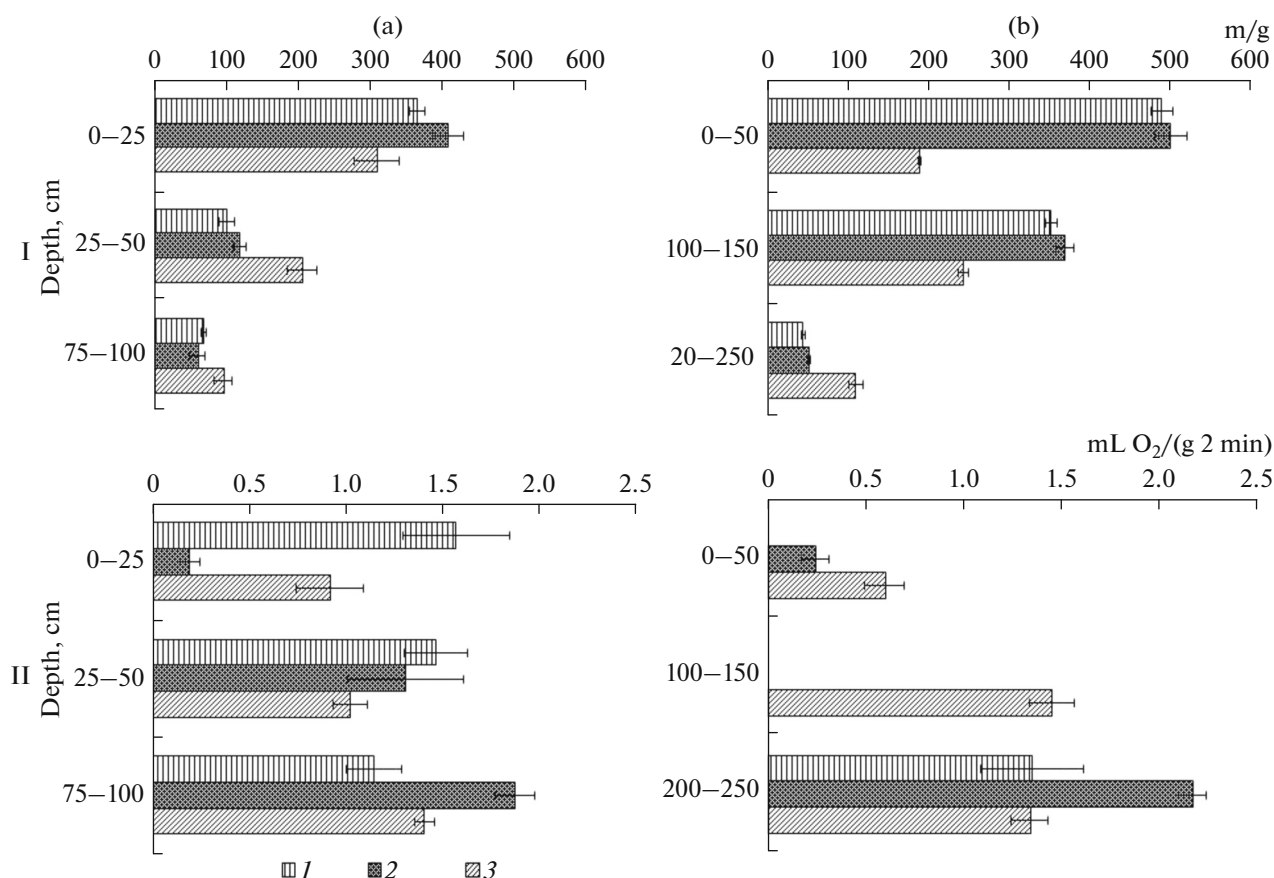 (a) (b)
m/g
0 100 200 300 400 500 600 0 100 200 300 400 500 600
0–25 0–50
I Depth, cm 25–50 100–150
75–100 20–250
mL O₂/(g 2 min)
0 0.5 1.0 1.5 2.0 2.5 0 0.5 1.0 1.5 2.0 2.5
0–25 0–50
II Depth, cm 25–50 100–150
75–100 200–250
1 2 3